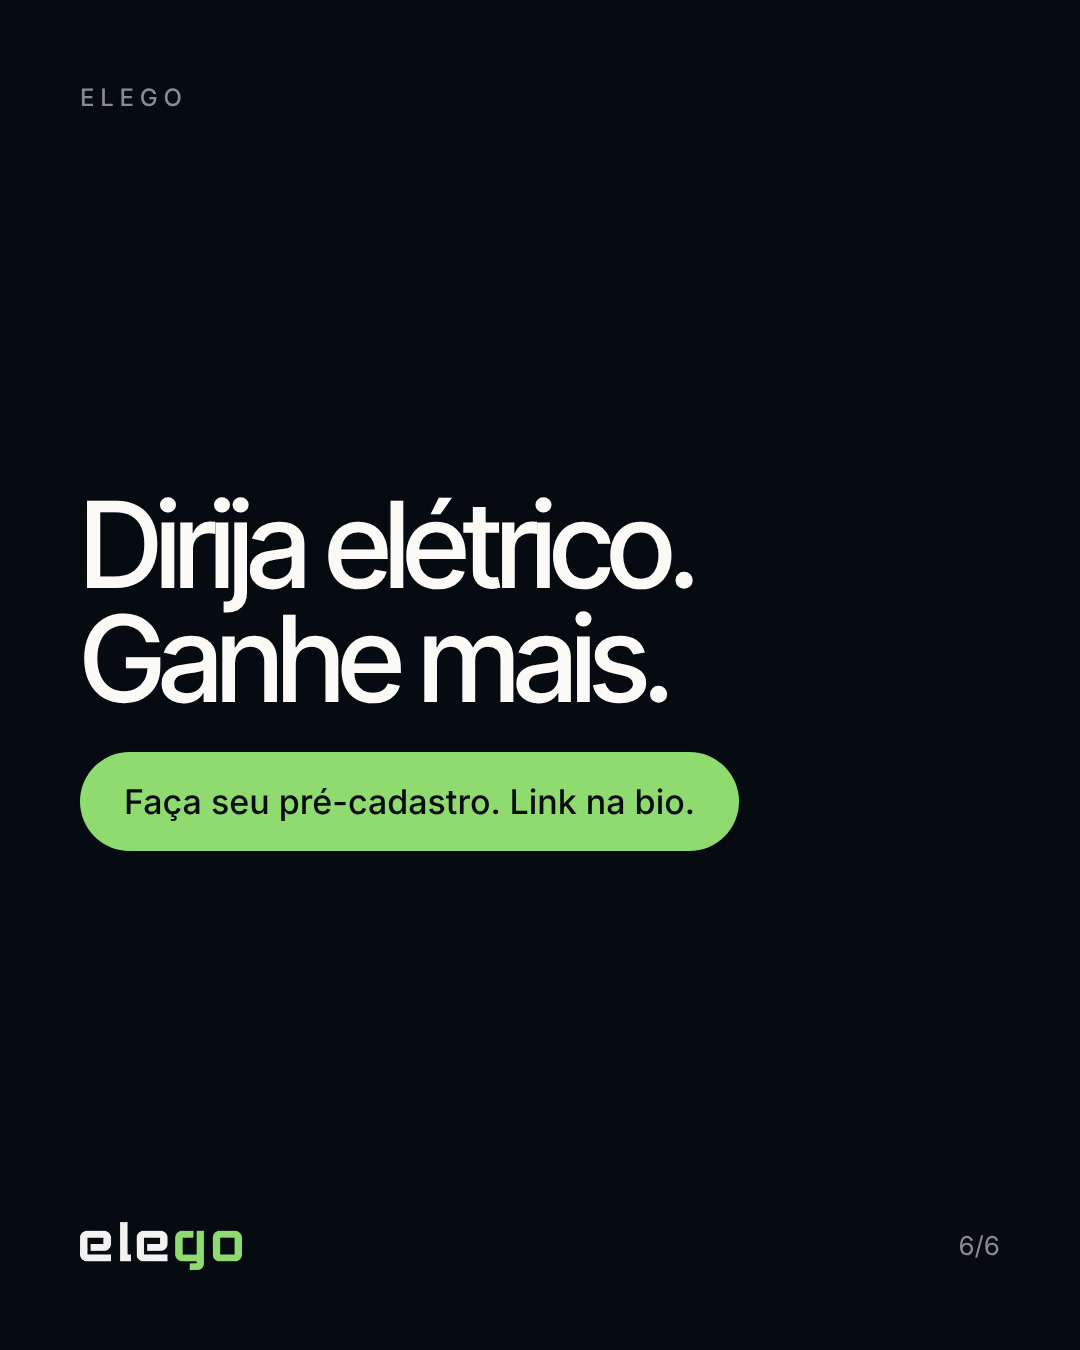 ELEGO
Dirija elétrico.
Ganhe mais.
Faça seu pré-cadastro. Link na bio.
elego
6/6